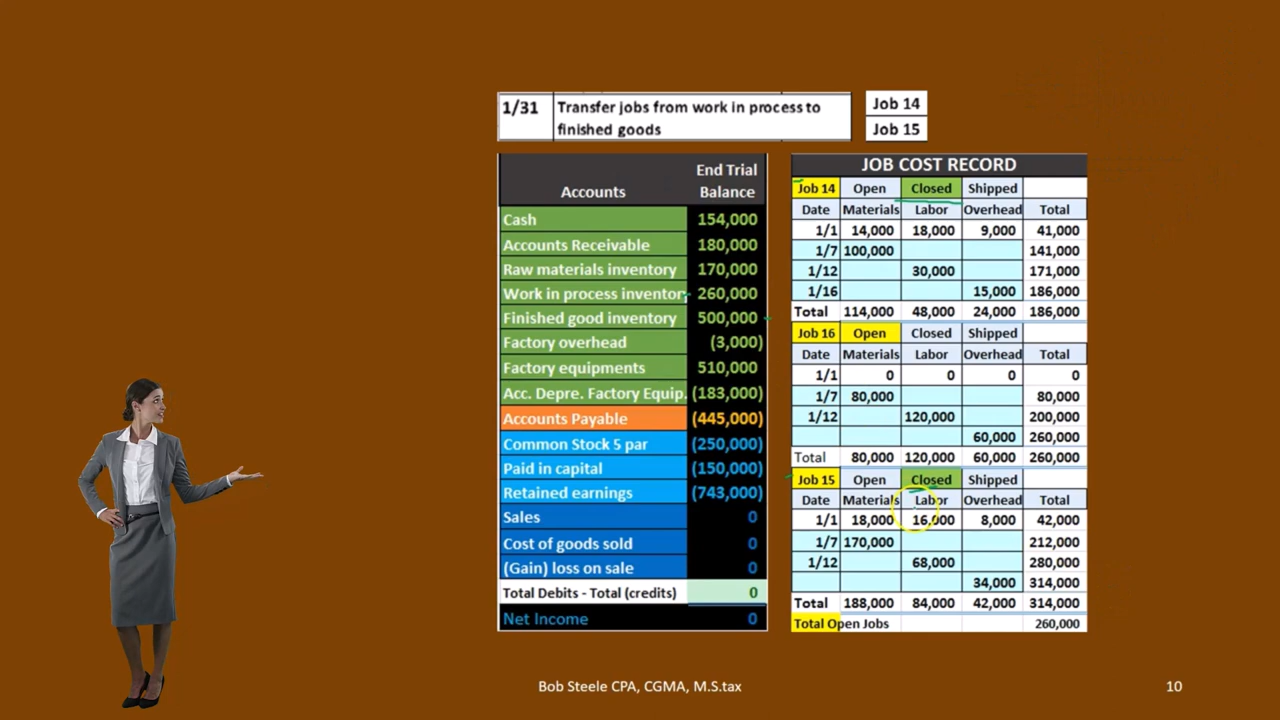 1/31 Transfer jobs from work in process to
finished goods
Job 14
Job 15
Accounts End Trial
Balance
Cash 154,000
Accounts Receivable 180,000
Raw materials inventory 170,000
Work in process inventor 260,000
Finished good inventory 500,000
Factory overhead (3,000)
Factory equipments 510,000
Acc. Depre. Factory Equip. (183,000)
Accounts Payable (445,000)
Common Stock 5 par (250,000)
Paid in capital (150,000)
Retained earnings (743,000)
Sales 0
Cost of goods sold 0
(Gain) loss on sale 0
Total Debits - Total (credits) 0
Net Income 0
JOB COST RECORD
Job 14 Open Closed Shipped
Date Materials Labor Overhead Total
1/1 14,000 18,000 9,000 41,000
1/7 100,000 141,000
1/12 30,000 171,000
1/16 15,000 186,000
Total 114,000 48,000 24,000 186,000
Job 16 Open Closed Shipped
Date Materials Labor Overhead Total
1/1 0 0 0 0
1/7 80,000 80,000
1/12 120,000 200,000
60,000 260,000
Total 80,000 120,000 60,000 260,000
Job 15 Open Closed Shipped
Date Materials Labor Overhead Total
1/1 18,000 16,000 8,000 42,000
1/7 170,000 212,000
1/12 68,000 280,000
34,000 314,000
Total 188,000 84,000 42,000 314,000
Total Open Jobs 260,000
Bob Steele CPA, CGMA, M.S.tax
10